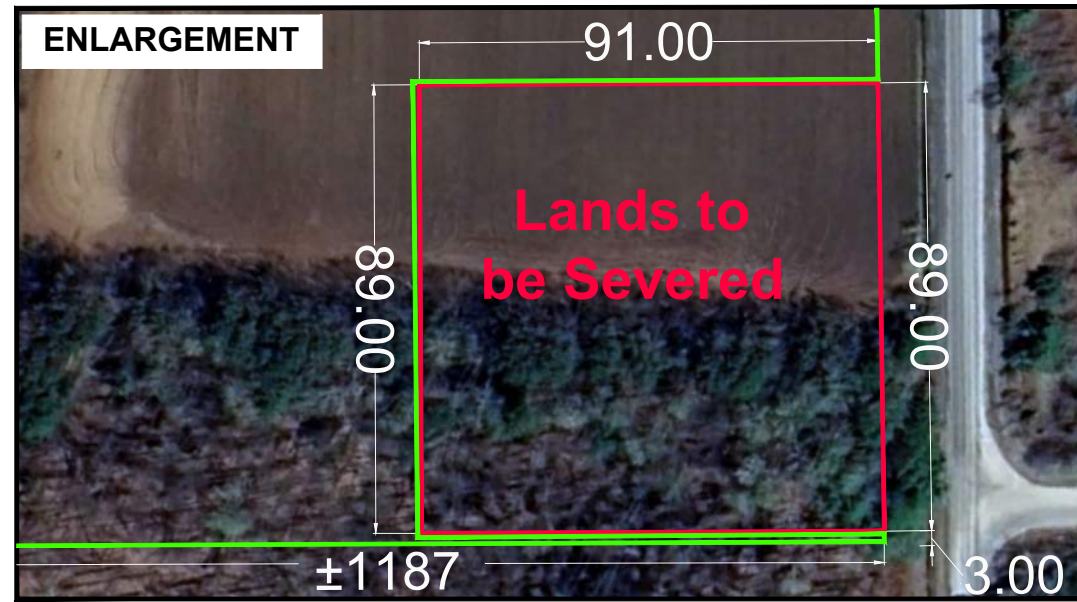 ENLARGEMENT
91.00
Lands to
be Severed
89.00
89.00
±1187
3.00